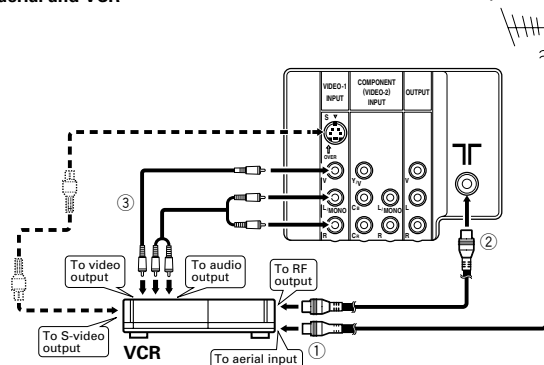 aerial and VCR
VIDEO-1 INPUT
COMPONENT (VIDEO-2) INPUT
OUTPUT
S
OVER
V
Y/V
V
L/MONO
CB
L/MONO
L
R
CR
R
R
③
②
To video output
To audio output
To RF output
To S-video output
VCR
To aerial input
①